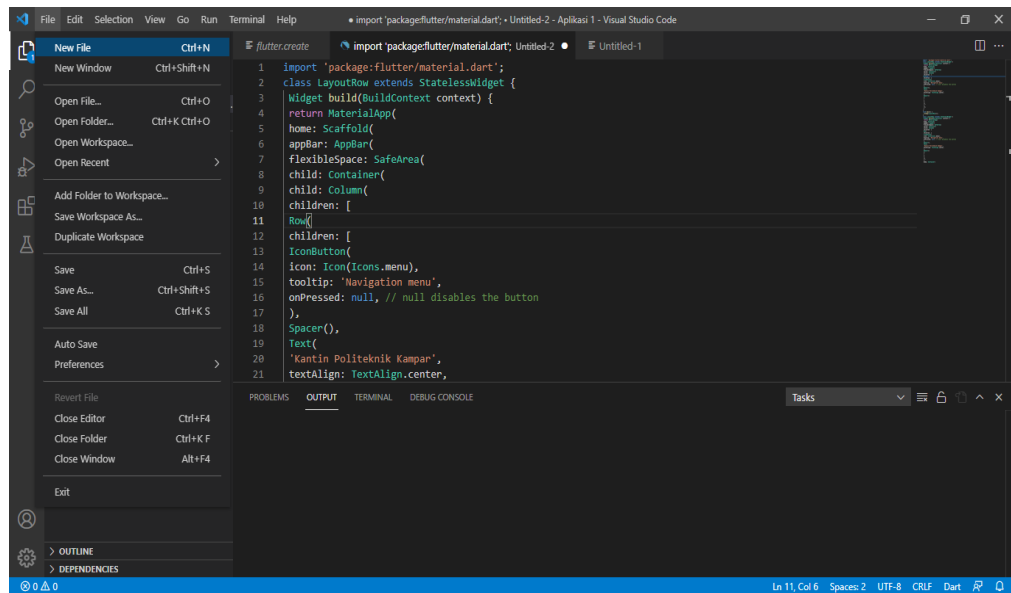 File Edit Selection View Go Run Terminal Help ● import 'package:flutter/material.dart'; • Untitled-2 - Aplikasi 1 - Visual Studio Code
New File Ctrl+N
New Window Ctrl+Shift+N
Open File... Ctrl+O
Open Folder... Ctrl+K Ctrl+O
Open Workspace...
Open Recent
Add Folder to Workspace...
Save Workspace As...
Duplicate Workspace
Save Ctrl+S
Save As... Ctrl+Shift+S
Save All Ctrl+K S
Auto Save
Preferences
Revert File
Close Editor Ctrl+F4
Close Folder Ctrl+K F
Close Window Alt+F4
Exit
1
OUTLINE
DEPENDENCIES
flutter.create import 'package:flutter/material.dart'; Untitled-2 ● Untitled-1
1 import 'package:flutter/material.dart';
2 class LayoutRow extends StatelessWidget {
3 Widget build(BuildContext context) {
4 return MaterialApp(
5 home: Scaffold(
6 appBar: AppBar(
7 flexibleSpace: SafeArea(
8 child: Container(
9 child: Column(
10 children: [
11 Row(
12 children: [
13 IconButton(
14 icon: Icon(Icons.menu),
15 tooltip: 'Navigation menu',
16 onPressed: null, // null disables the button
17 ),
18 Spacer(),
19 Text(
20 'Kantin Politeknik Kampar',
21 textAlign: TextAlign.center,
PROBLEMS OUTPUT TERMINAL DEBUG CONSOLE Tasks
0 0 Ln 11, Col 6 Spaces: 2 UTF-8 CRLF Dart